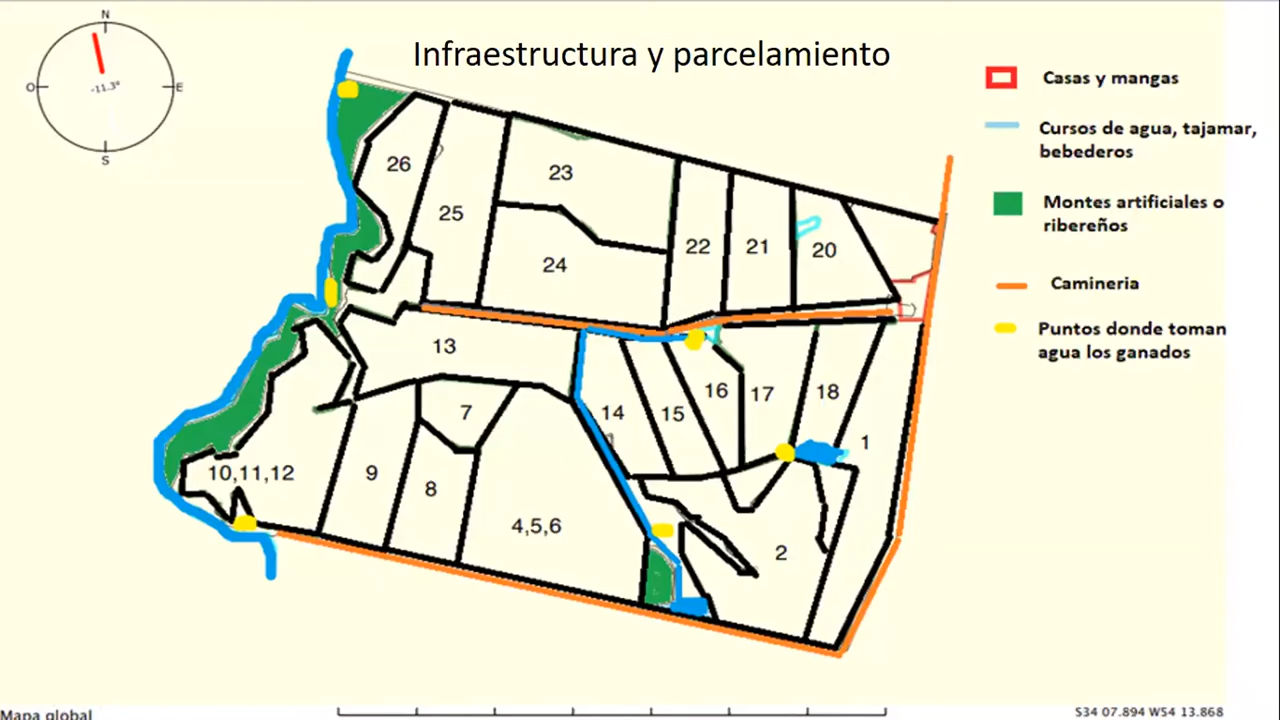 Infraestructura y parcelamiento
N
O
E
S
-11.3°
Casas y mangas
Cursos de agua, tajamar,
bebederos
Montes artificiales o
ribereños
Camineria
Puntos donde toman
agua los ganados
26
25
23
24
22
21
20
13
7
14
15
16
17
18
1
10,11,12
9
8
4,5,6
2
Mapa global
S34 07.894 W54 13.868